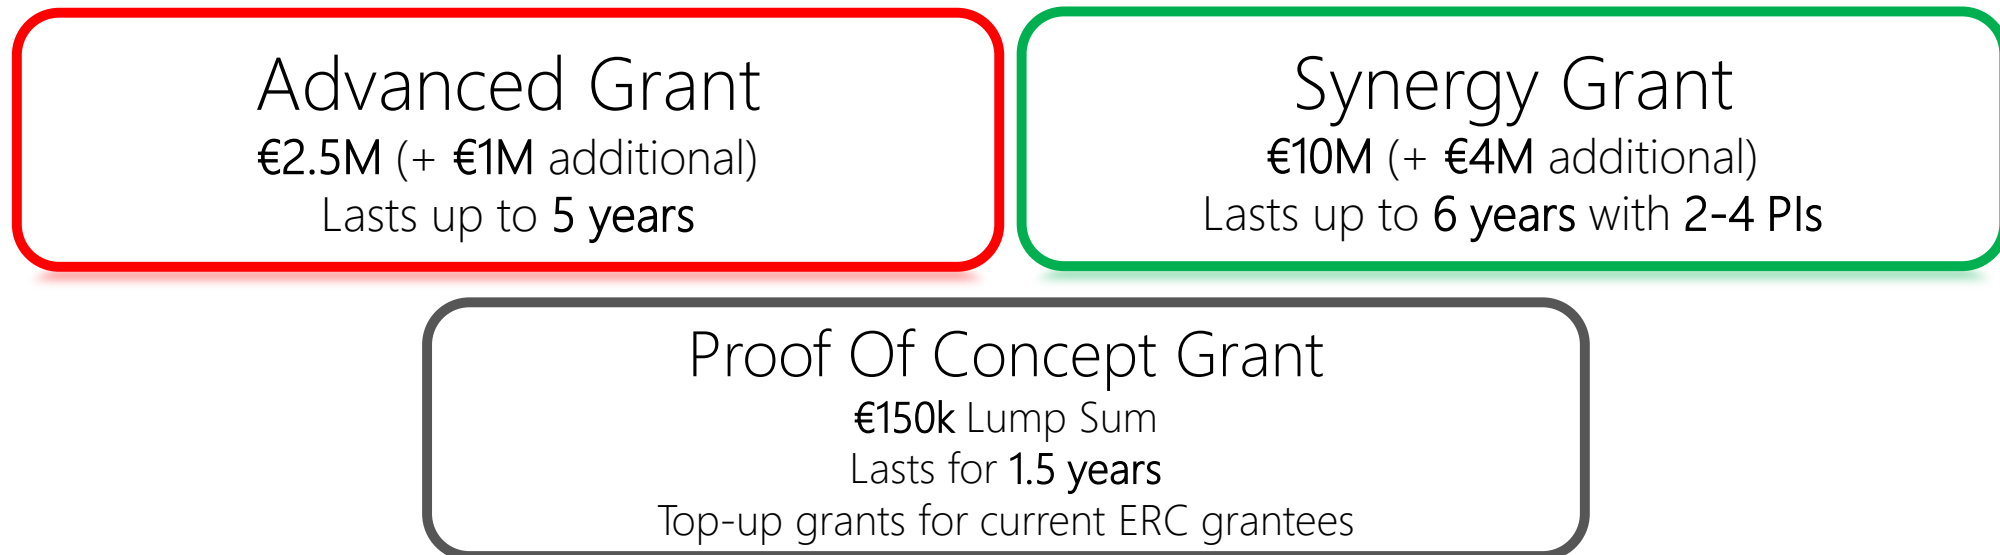 Advanced Grant
€2.5M (+ €1M additional)
Lasts up to 5 years
Synergy Grant
€10M (+ €4M additional)
Lasts up to 6 years with 2-4 PIs
Proof Of Concept Grant
€150k Lump Sum
Lasts for 1.5 years
Top-up grants for current ERC grantees